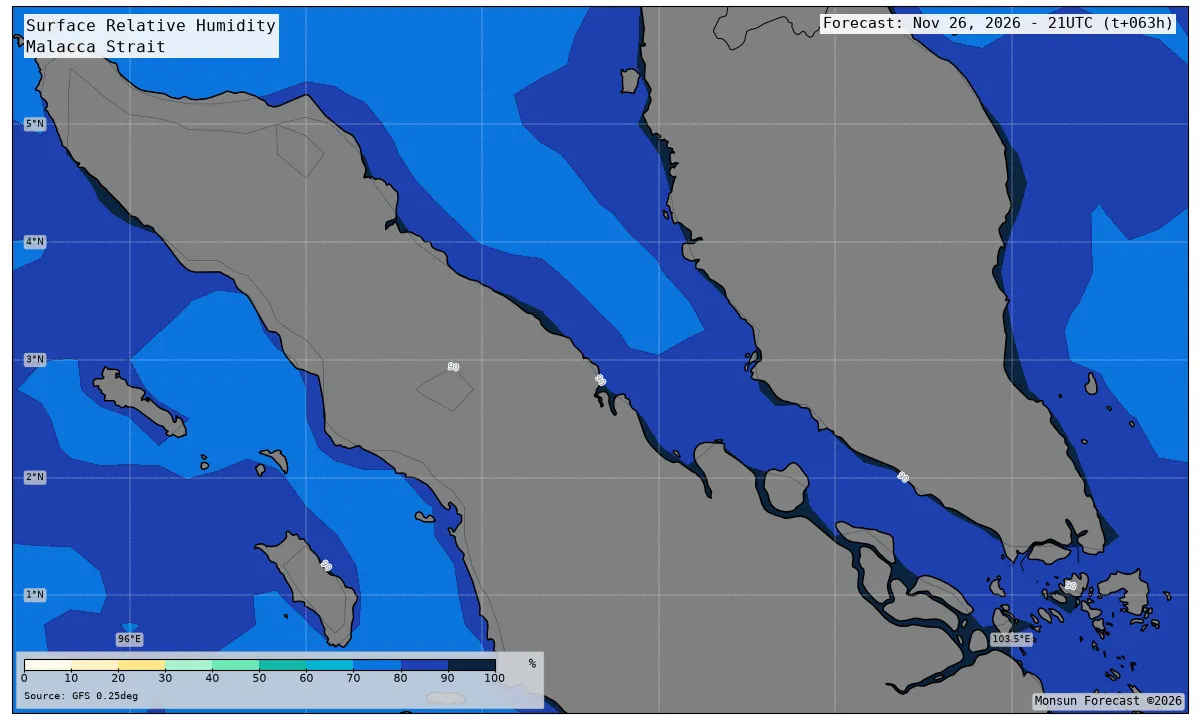 Surface Relative Humidity
Malacca Strait
Forecast: Nov 26, 2026 - 21UTC (t+063h)
5°N
4°N
3°N
90
90
2°N
90
90
1°N
90
96°E
103.5°E
%
0 10 20 30 40 50 60 70 80 90 100
Source: GFS 0.25deg
Monsun Forecast ©2026